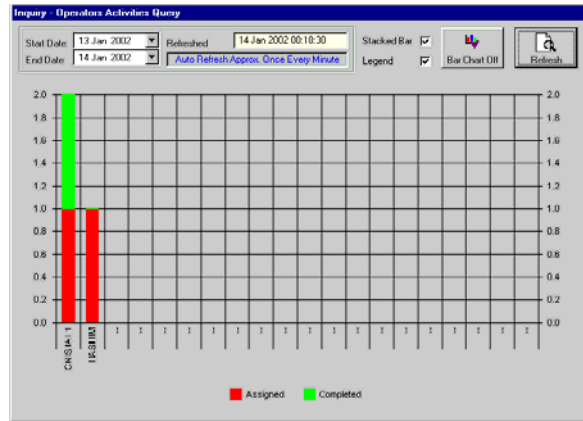 Inquiry - Operators Activities Query
Start Date 13 Jan 2002 Refreshed 14 Jan 2002 00:18:30 Stacked Bar Bar Chart Off Refresh
End Date 14 Jan 2002 Auto Refresh Approx. Once Every Minute Legend
2.0 2.0
1.8 1.8
1.6 1.6
1.4 1.4
1.2 1.2
1.0 1.0
0.8 0.8
0.6 0.6
0.4 0.4
0.2 0.2
0.0 0.0
HASHIM
Assigned Completed